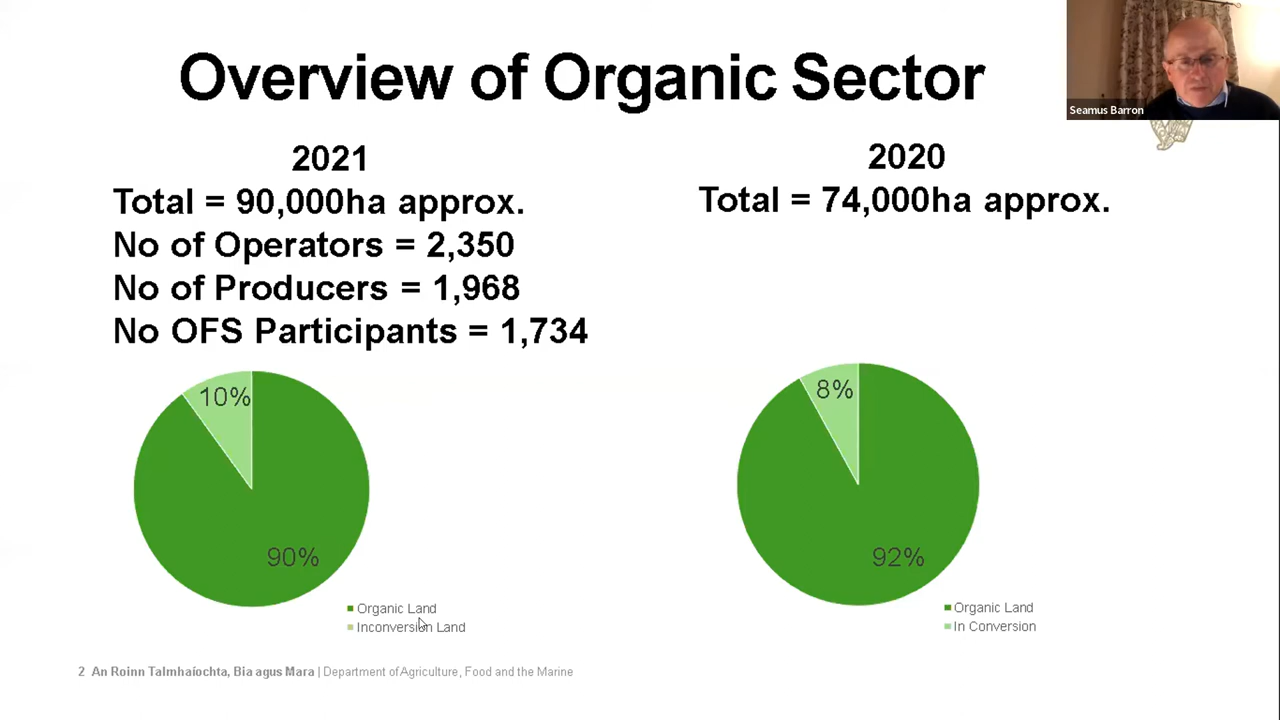 Overview of Organic Sector
Seamus Barron
2021
Total = 90,000ha approx.
No of Operators = 2,350
No of Producers = 1,968
No OFS Participants = 1,734
2020
Total = 74,000ha approx.
10%
90%
Organic Land
Inconversion Land
8%
92%
Organic Land
In Conversion
2 An Roinn Talmhaíochta, Bia agus Mara | Department of Agriculture, Food and the Marine